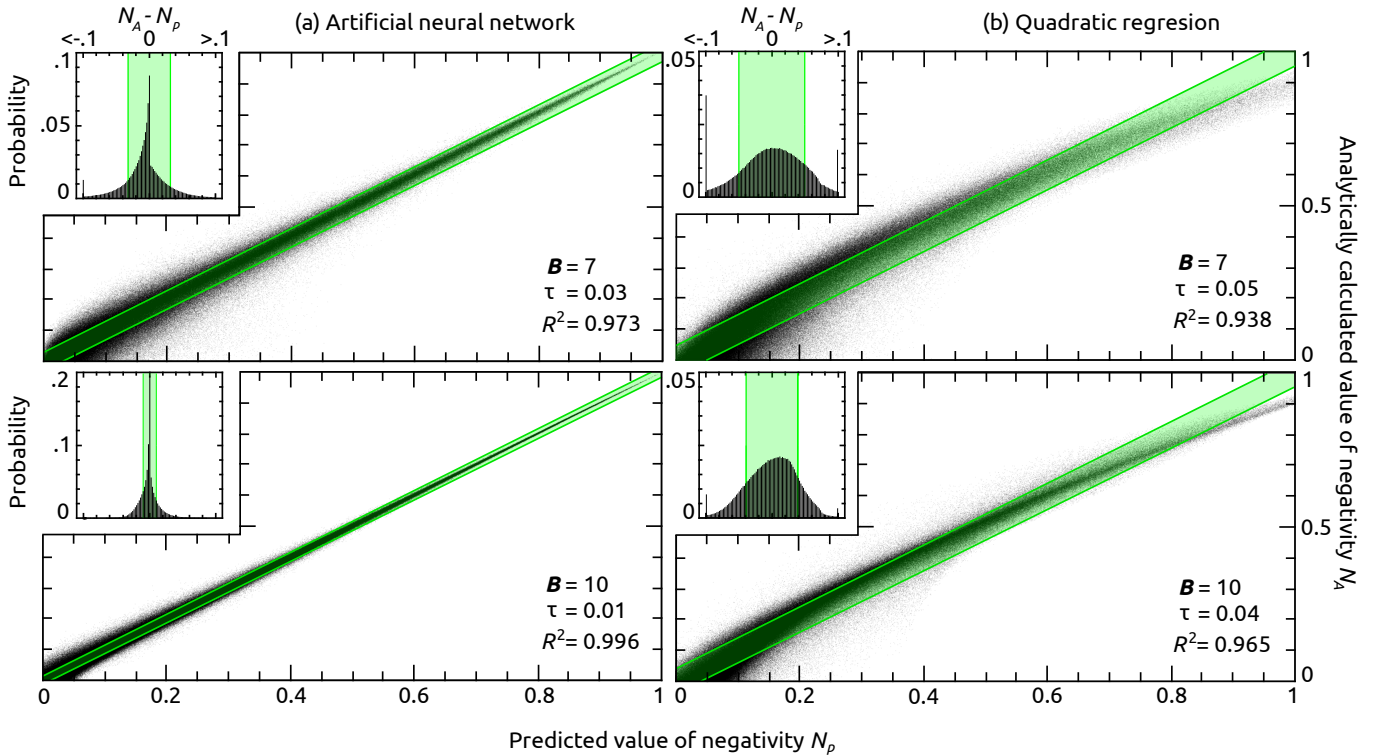 N_A - N_p
<-.1 0 >.1
(a) Artificial neural network
N_A - N_p
<-.1 0 >.1
(b) Quadratic regresion
Probability
.1
.05
0
B = 7
τ = 0.03
R² = 0.973
.05
0
B = 7
τ = 0.05
R² = 0.938
1
0.5
0
Analytically calculated value of negativity N_A
Probability
.2
.1
0
B = 10
τ = 0.01
R² = 0.996
0 0.2 0.4 0.6 0.8 1
.05
0
B = 10
τ = 0.04
R² = 0.965
1
0.5
0
0 0.2 0.4 0.6 0.8 1
Predicted value of negativity N_p